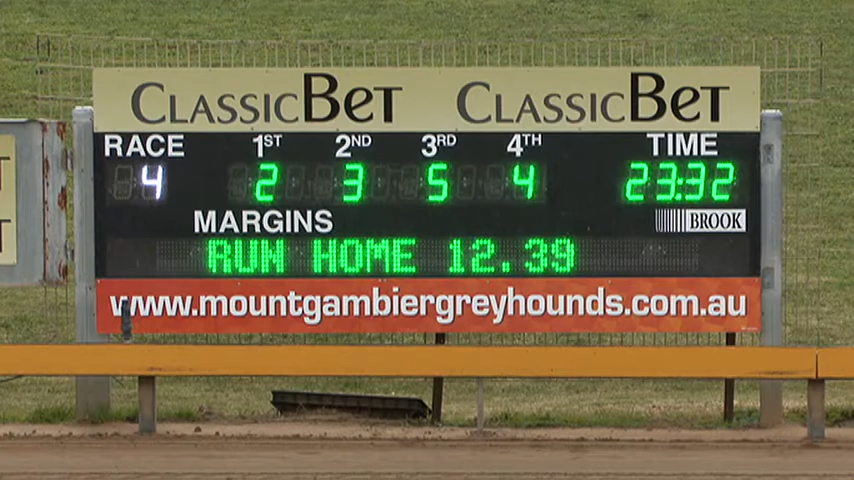 CLASSICBET CLASSICBET
RACE 1ST 2ND 3RD 4TH TIME
4 2 3 5 4 23:32
MARGINS BROOK
RUN HOME 12.39
www.mountgambiergreyhounds.com.au